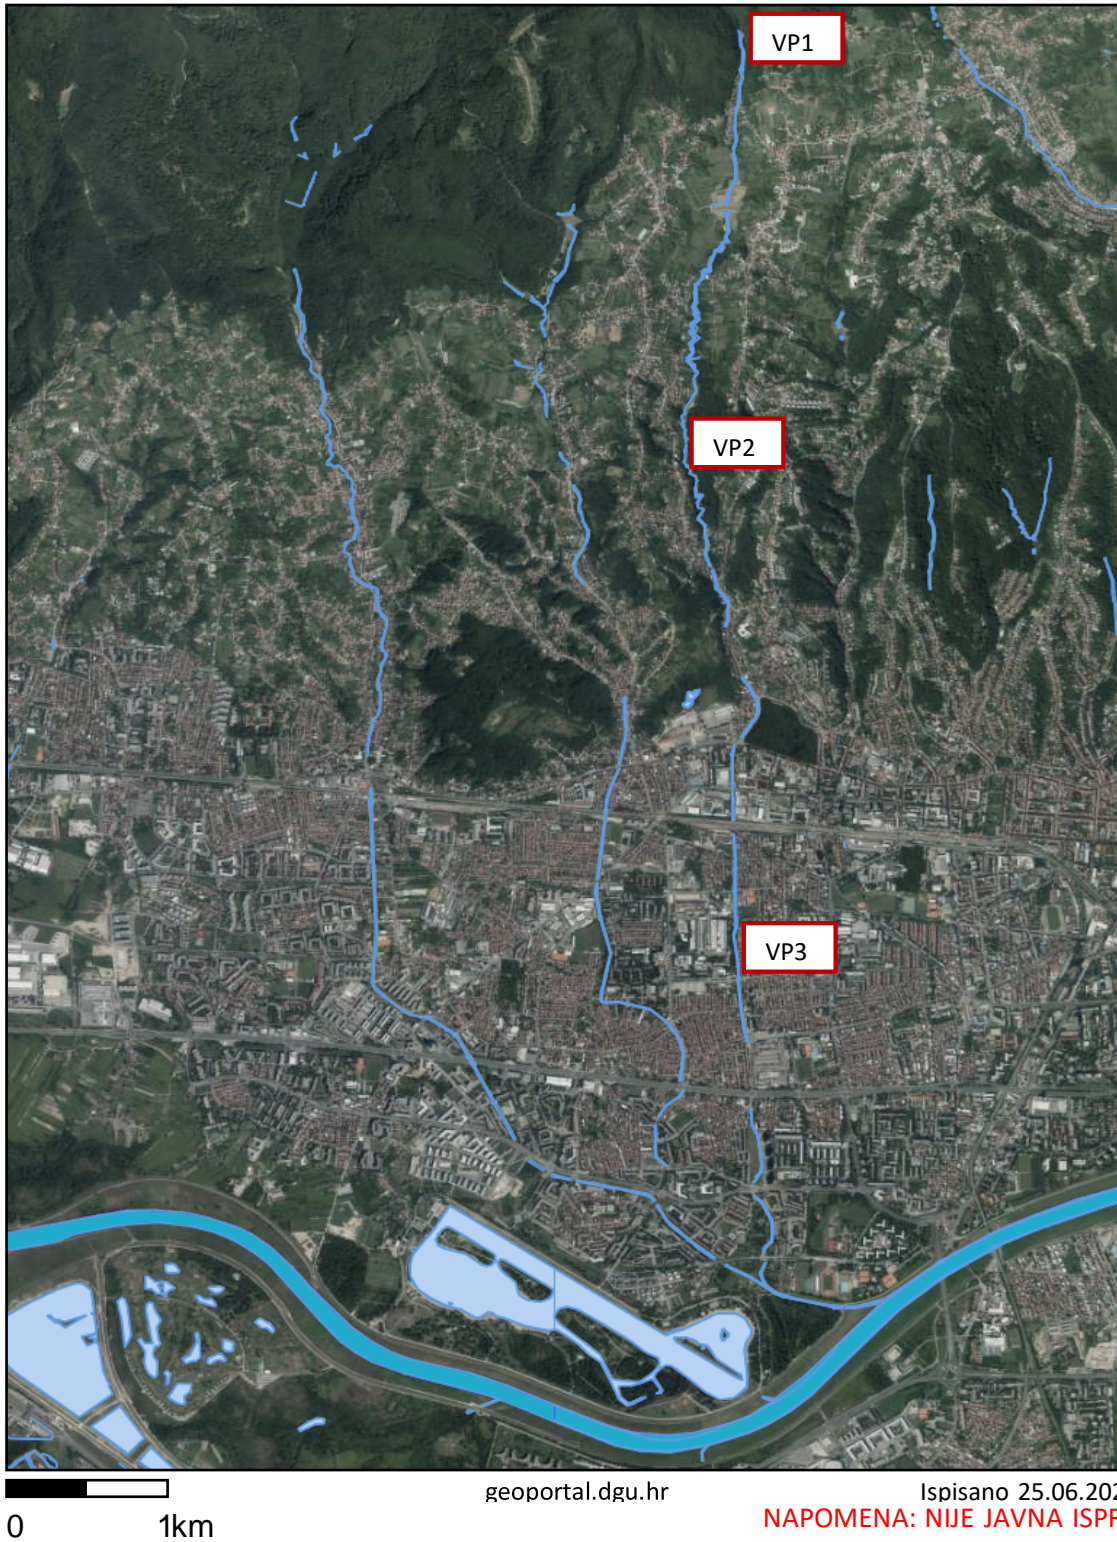 VP1
VP2
VP3
geoportal.dgu.hr
Ispisano 25.06.202
0 1km
NAPOMENA: NIJE JAVNA ISPR